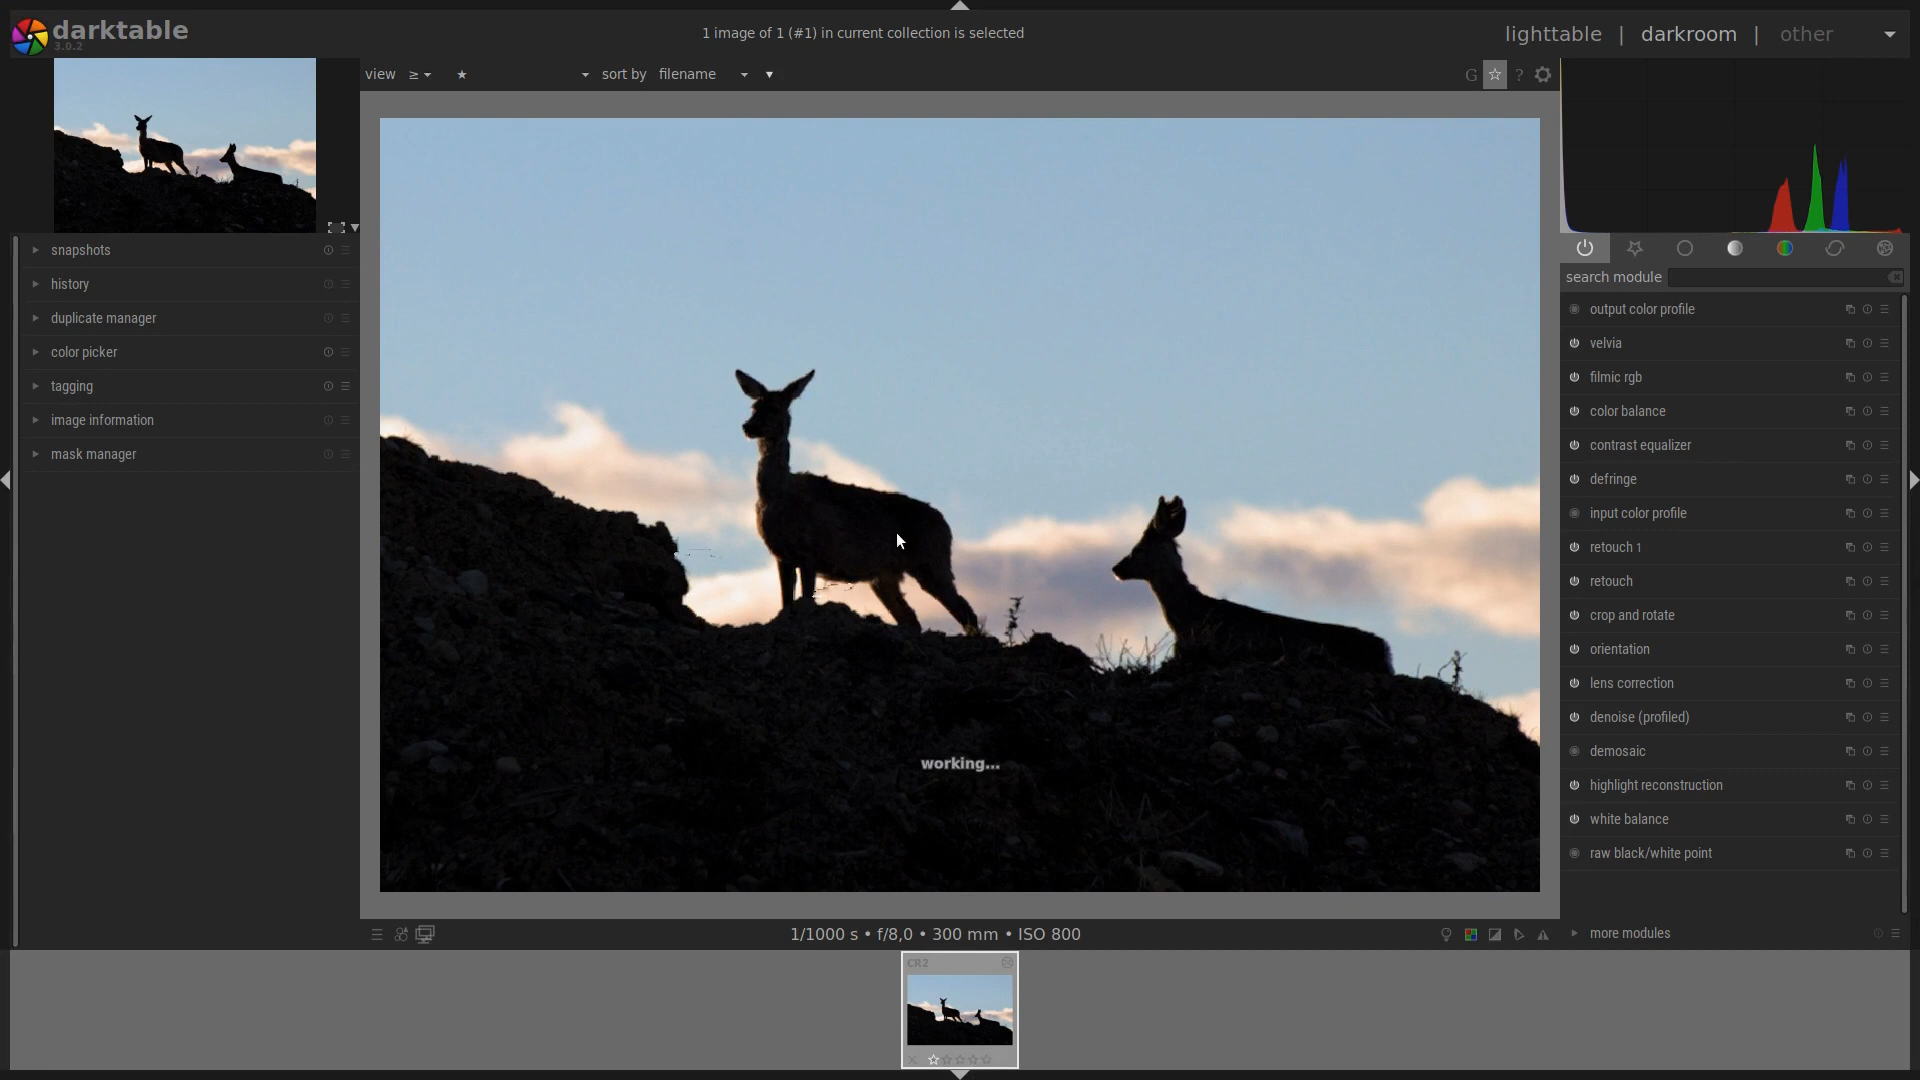 darktable
3.0.2
1 image of 1 (#1) in current collection is selected
lighttable | darkroom | other
view ≥ ★ sort by filename
G ☆ ?
snapshots
history
duplicate manager
color picker
tagging
image information
mask manager
working...
search module
output color profile
velvia
filmic rgb
color balance
contrast equalizer
defringe
input color profile
retouch 1
retouch
crop and rotate
orientation
lens correction
denoise (profiled)
demosaic
highlight reconstruction
white balance
raw black/white point
more modules
1/1000 s • f/8,0 • 300 mm • ISO 800
CR2